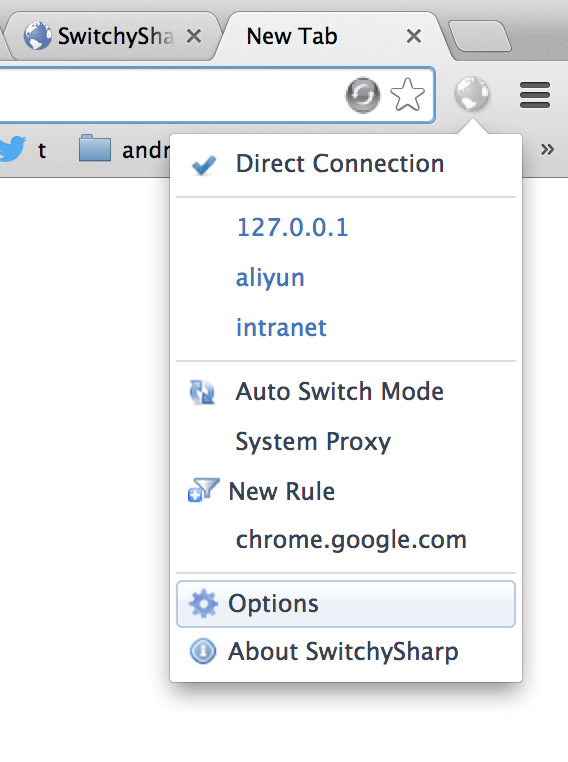 SwitchySha
New Tab
t
Direct Connection
127.0.0.1
aliyun
intranet
Auto Switch Mode
System Proxy
New Rule
chrome.google.com
Options
About SwitchySharp